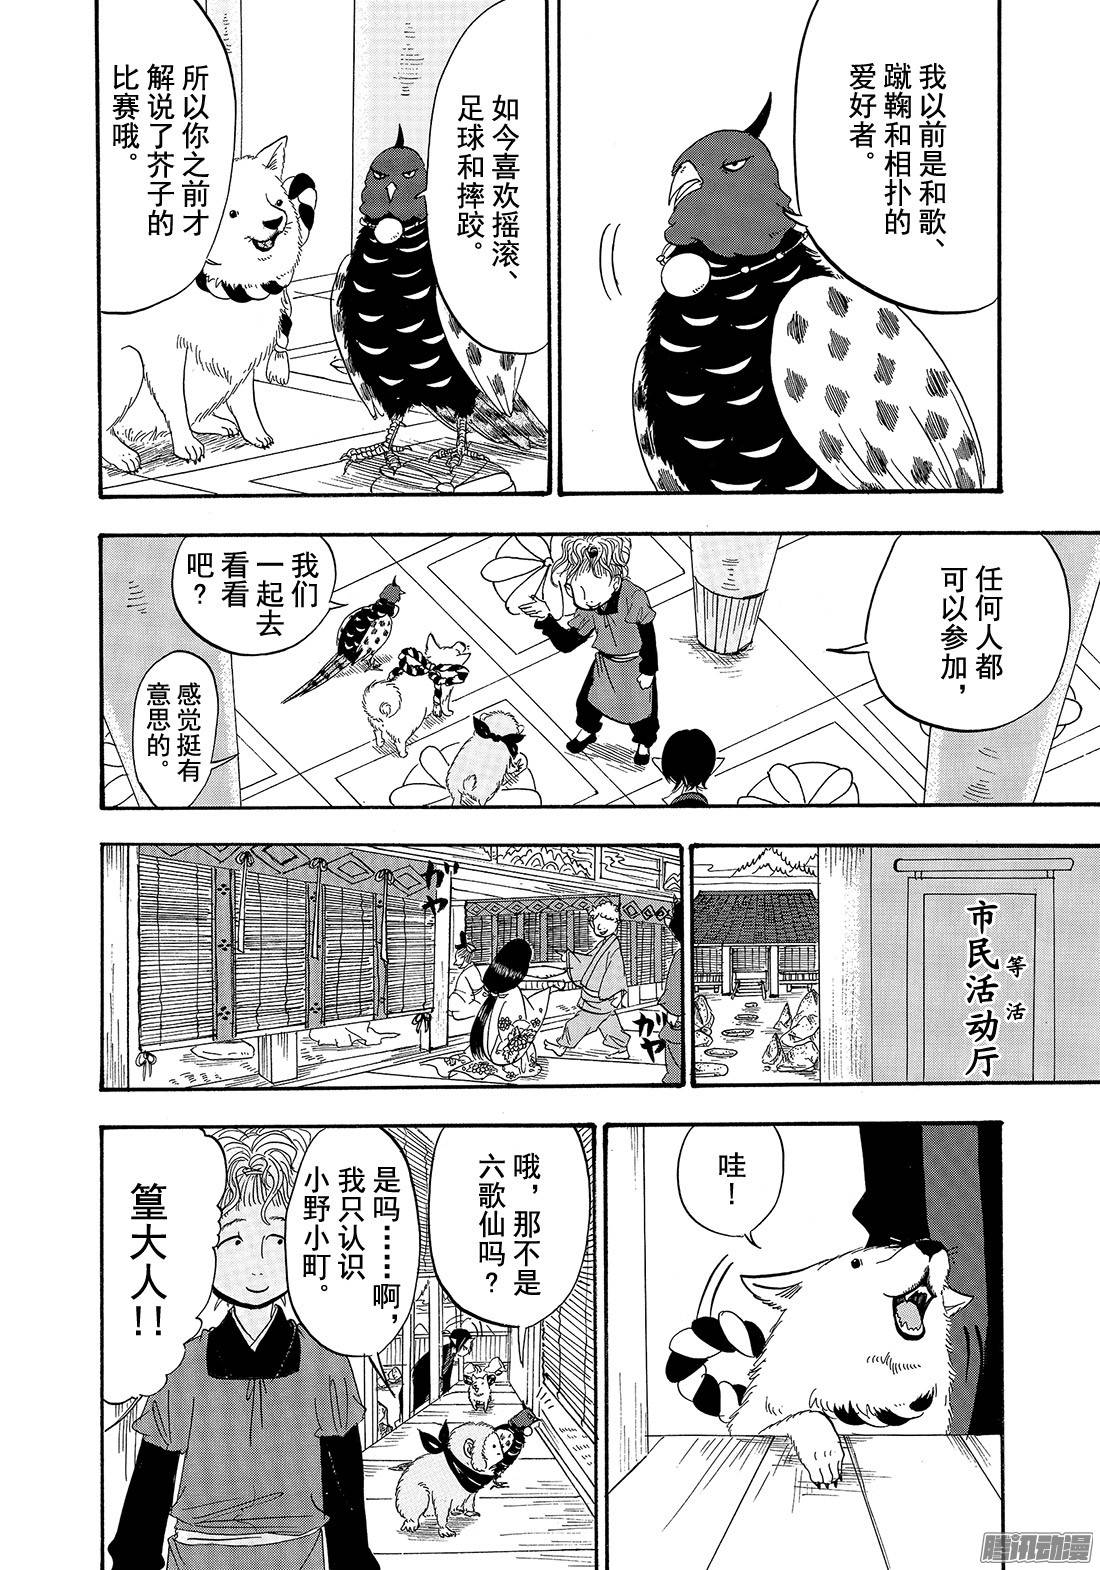 我以前是和歌、
蹴鞠和相扑的
爱好者。
如今喜欢摇滚、
足球和摔跤。
所以你之前才
解说了芥子的
比赛哦。
任何人都
可以参加，
我们
一起去
看看
吧？
感觉挺有
意思的。
等活
市民活动厅
ガヤ
ガヤ
哇！
哦，那不是
六歌仙吗？
是吗……啊，
我只认识
小野小町。
篁大人！！
腾讯动漫